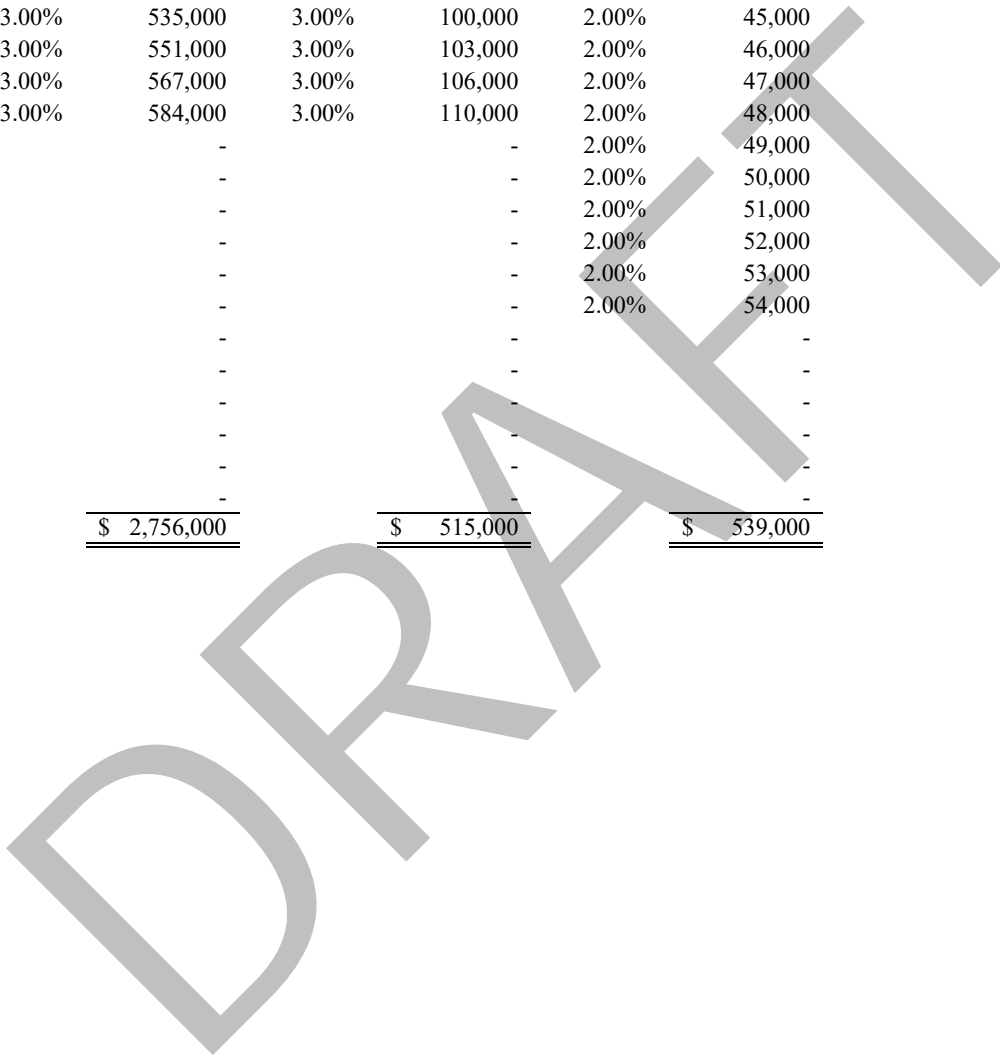 3.00% 535,000 3.00% 100,000 2.00% 45,000
3.00% 551,000 3.00% 103,000 2.00% 46,000
3.00% 567,000 3.00% 106,000 2.00% 47,000
3.00% 584,000 3.00% 110,000 2.00% 48,000
- - 2.00% 49,000
- - 2.00% 50,000
- - 2.00% 51,000
- - 2.00% 52,000
- - 2.00% 53,000
- - 2.00% 54,000
- - -
- - -
- - -
- - -
- - -
- - -
$ 2,756,000 $ 515,000 $ 539,000
DRAFT